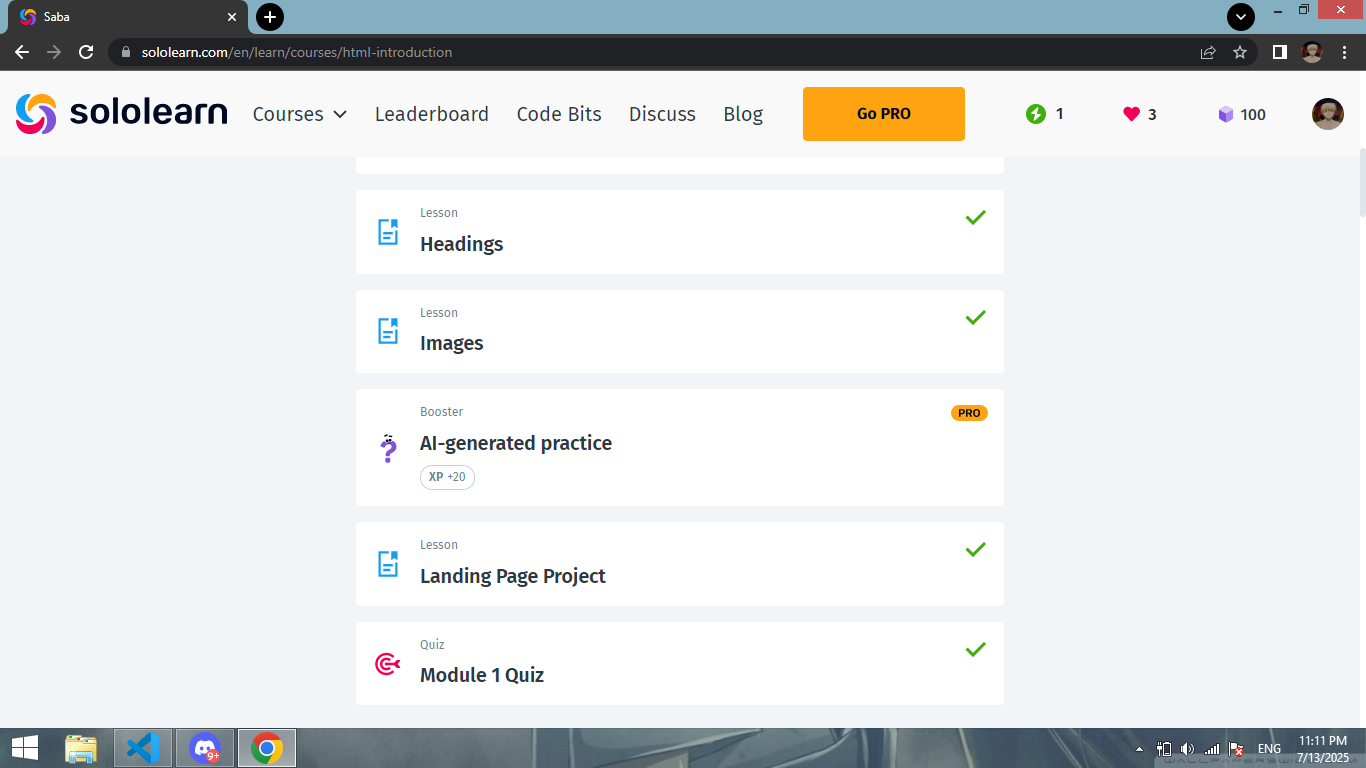 Saba
sololearn.com/en/learn/courses/html-introduction
sololearn
Courses
Leaderboard
Code Bits
Discuss
Blog
Go PRO
1
3
100
Lesson
Headings
Lesson
Images
Booster
PRO
AI-generated practice
XP +20
Lesson
Landing Page Project
Quiz
Module 1 Quiz
9+
ENG
11:11 PM
7/13/2025